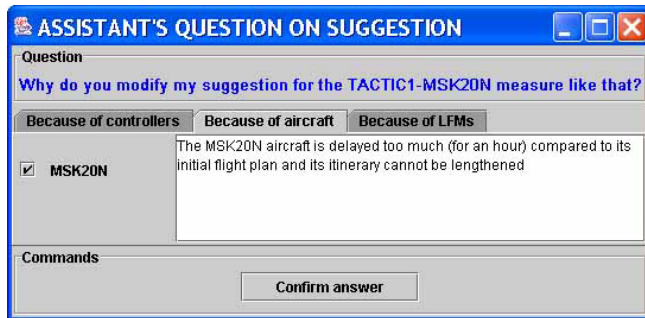 ASSISTANT'S QUESTION ON SUGGESTION
Question
Why do you modify my suggestion for the TACTIC1-MSK20N measure like that?
Because of controllers Because of aircraft Because of LFMs
MSK20N
The MSK20N aircraft is delayed too much (for an hour) compared to its
initial flight plan and its itinerary cannot be lengthened
Commands
Confirm answer